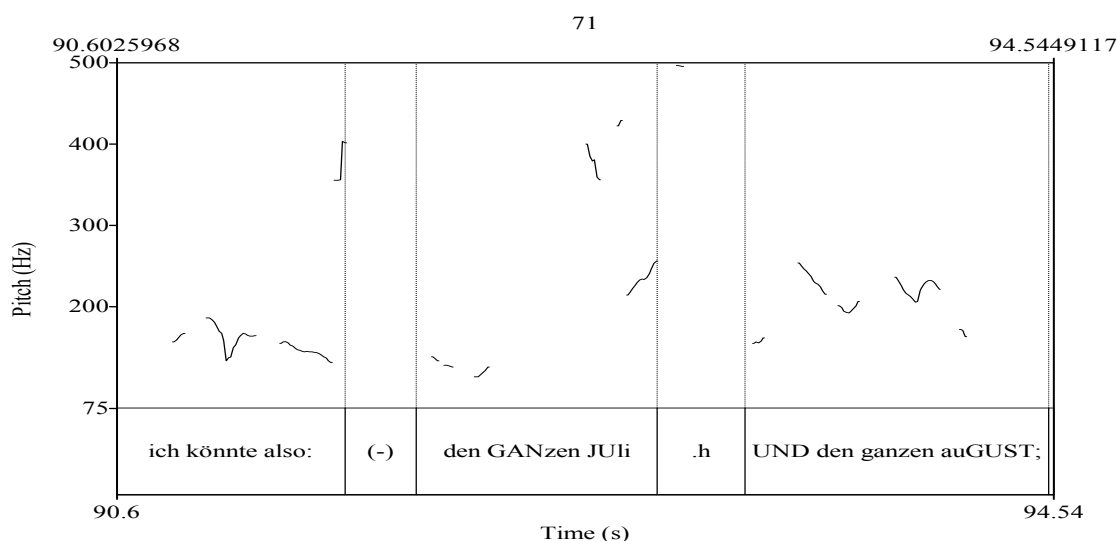 71
90.6025968 94.5449117
500
400
300
200
75
Pitch (Hz)
ich könnte also: (-) den GANzen JUli .h UND den ganzen auGUST;
90.6 94.54
Time (s)